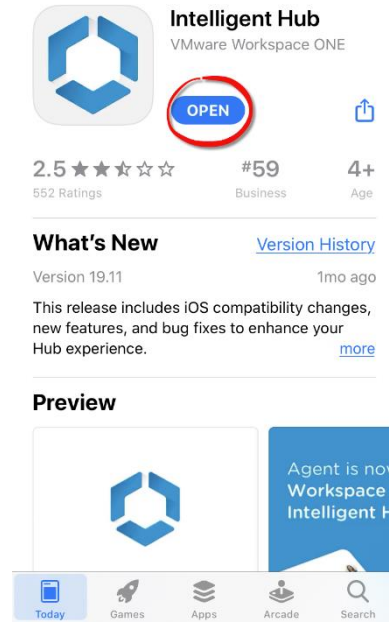 Intelligent Hub
VMware Workspace ONE
OPEN
2.5
#59
4+
552 Ratings
Business
Age
What's New
Version History
Version 19.11
1mo ago
This release includes iOS compatibility changes,
new features, and bug fixes to enhance your
Hub experience.
more
Preview
Agent is now
Workspace
Intelligent H
Today
Games
Apps
Arcade
Search